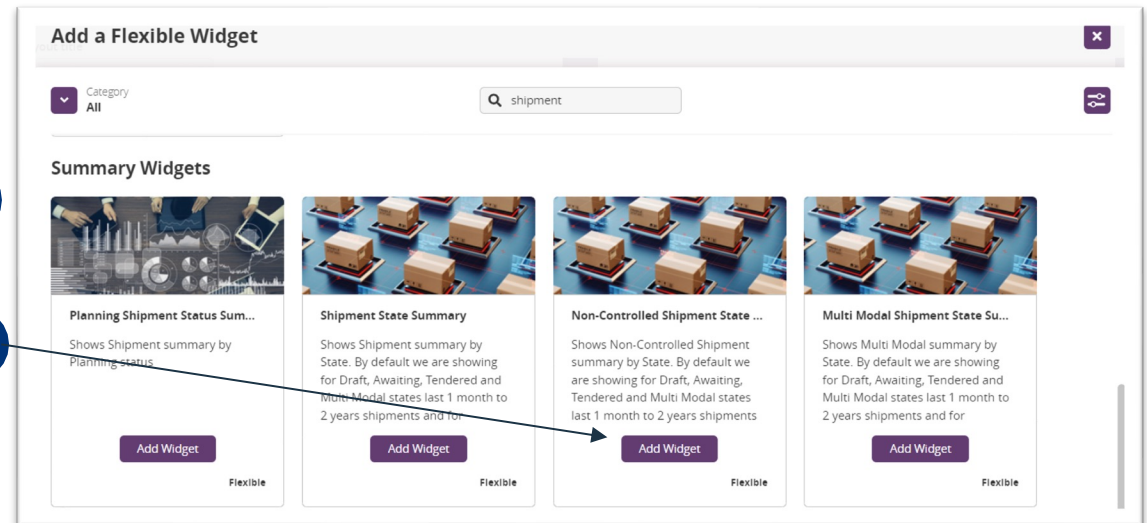 Add a Flexible Widget
Category
All
shipment
Summary Widgets
Planning Shipment Status Sum...
Shows Shipment summary by
Planning status
Add Widget
Flexible
Shipment State Summary
Shows Shipment summary by
State. By default we are showing
for Draft, Awaiting, Tendered and
Multi Modal states last 1 month to
2 years shipments and for
Add Widget
Flexible
Non-Controlled Shipment State ...
Shows Non-Controlled Shipment
summary by State. By default we
are showing for Draft, Awaiting,
Tendered and Multi Modal states
last 1 month to 2 years shipments
Add Widget
Flexible
Multi Modal Shipment State Su...
Shows Multi Modal summary by
State. By default we are showing
for Draft, Awaiting, Tendered and
Multi Modal states last 1 month to
2 years shipments and for
Add Widget
Flexible